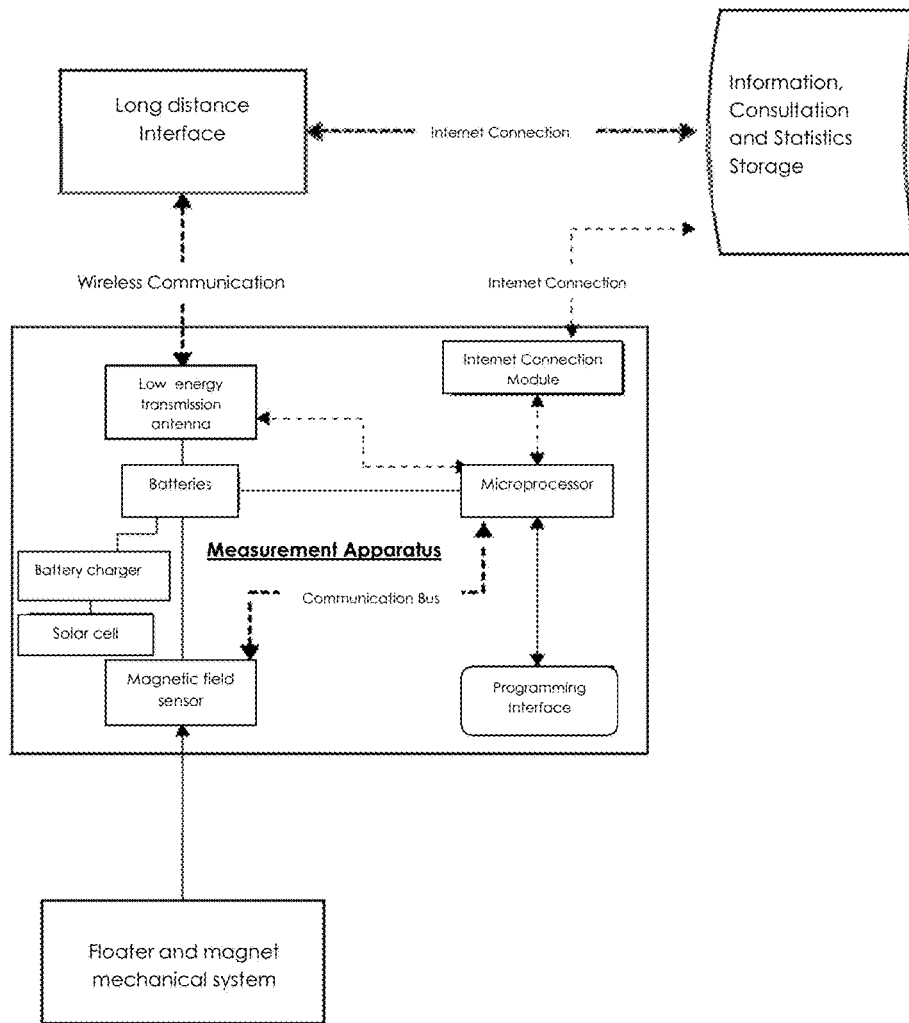 Long distance
Interface
Internet Connection
Information,
Consultation
and Statistics
Storage
Wireless Communication
Internet Connection
Low energy
transmission
antenna
Internet Connection
Module
Batteries
Microprocessor
Measurement Apparatus
Battery charger
Communication Bus
Solar cell
Magnetic field
sensor
Programming
Interface
Floater and magnet
mechanical system